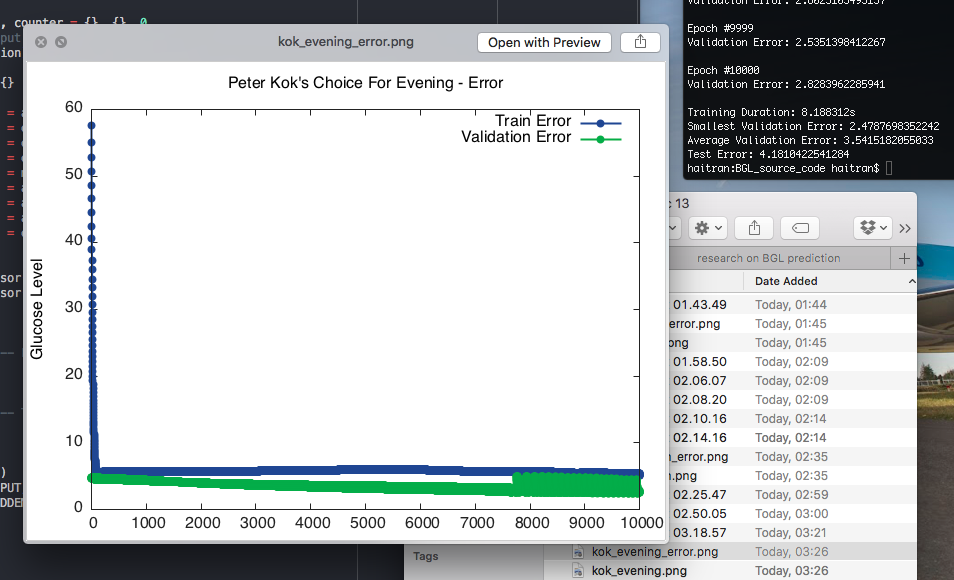 , counter = {}, {}, 0
put
ion
{}
= a
=
=
=
= a
= a
= a
=
sor
sor
)
PUT
DDEN
kok_evening_error.png
Open with Preview
Peter Kok's Choice For Evening - Error
Train Error
Validation Error
60
50
40
30
20
10
0
Glucose Level
0 1000 2000 3000 4000 5000 6000 7000 8000 9000 10000
Epoch #9999
Validation Error: 2.5351398412267
Epoch #10000
Validation Error: 2.8283962285941
Training Duration: 8.188312s
Smallest Validation Error: 2.4787698352242
Average Validation Error: 3.5415182055033
Test Error: 4.1810422541284
haitran:BGL_source_code haitran$
c 13
research on BGL prediction
Date Added
01.43.49 Today, 01:44
error.png Today, 01:45
ong Today, 01:45
01.58.50 Today, 02:09
02.06.07 Today, 02:09
02.08.20 Today, 02:09
02.10.16 Today, 02:14
02.14.16 Today, 02:14
_error.png Today, 02:35
.png Today, 02:35
02.25.47 Today, 02:59
02.50.05 Today, 03:00
03.18.57 Today, 03:21
kok_evening_error.png Today, 03:26
kok_evening.png Today, 03:26
Tags